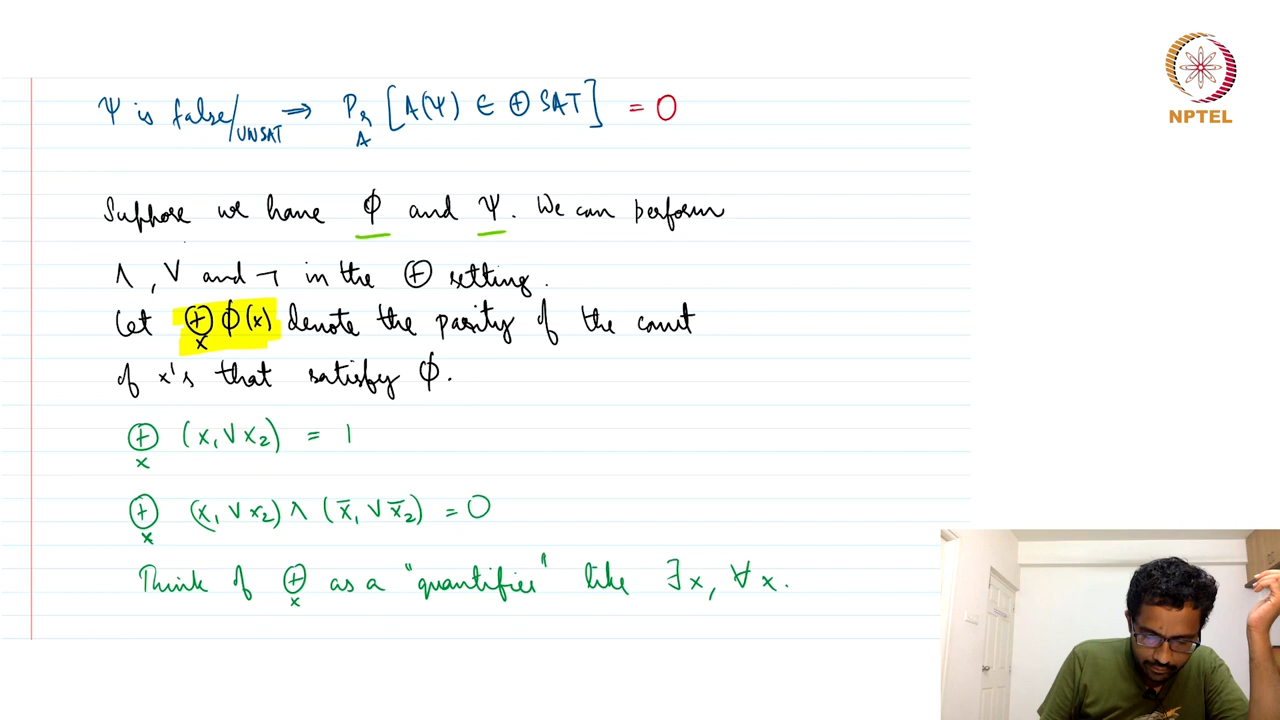 Ψ is false/UNSAT ⇒ Pr_A [A(Ψ) ∈ ⊕ SAT] = 0
NPTEL
Suppose we have ϕ and Ψ. We can perform
∧, ∨ and ¬ in the ⊕ setting.
Let ⊕_x ϕ(x) denote the parity of the count
of x's that satisfy ϕ.
⊕_x (x₁ ∨ x₂) = 1
⊕_x (x₁ ∨ x₂) ∧ (x̄₁ ∨ x̄₂) = 0
Think of ⊕_x as a "quantifier" like ∃x, ∀x.